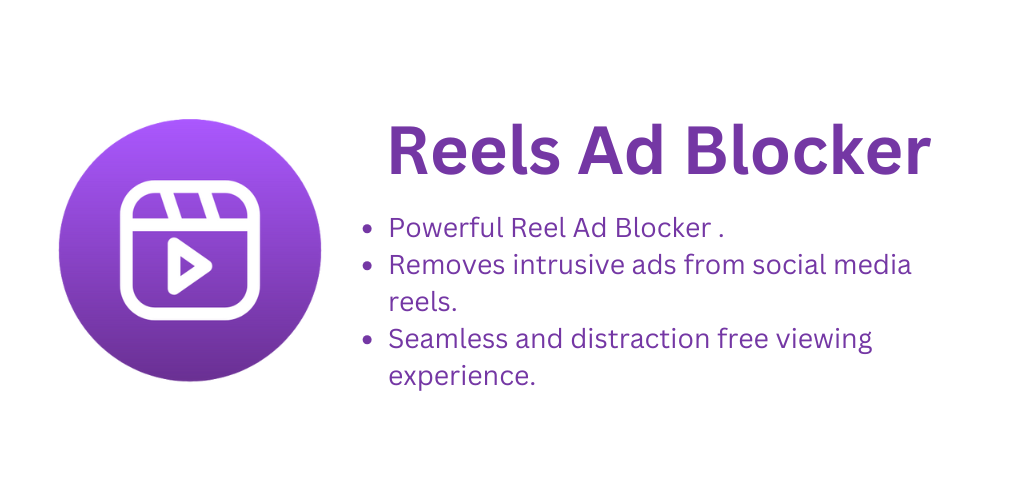 Reels Ad Blocker
• Powerful Reel Ad Blocker .
• Removes intrusive ads from social media
reels.
• Seamless and distraction free viewing
experience.